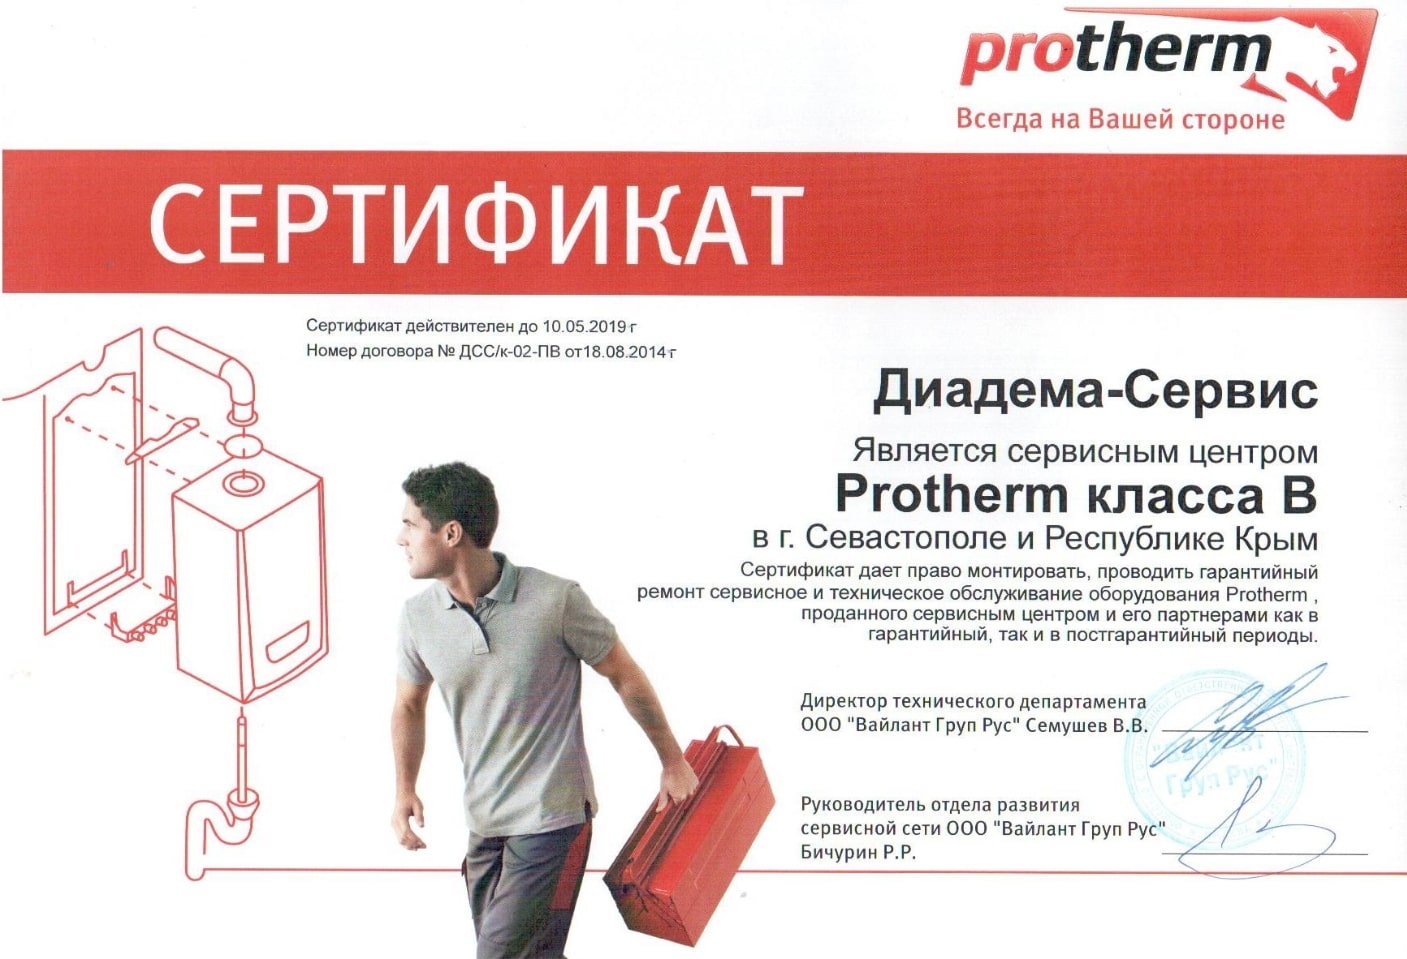 protherm
Всегда на Вашей стороне
СЕРТИФИКАТ
Сертификат действителен до 10.05.2019 г
Номер договора № ДСС/к-02-ПВ от18.08.2014 г
Диадема-Сервис
Является сервисным центром
Protherm класса В
в г. Севастополе и Республике Крым
Сертификат дает право монтировать, проводить гарантийный
ремонт сервисное и техническое обслуживание оборудования Protherm ,
проданного сервисным центром и его партнерами как в
гарантийный, так и в постгарантийный периоды.
Директор технического департамента
ООО "Вайлант Груп Рус" Семушев В.В.
"Вайлант
Груп Рус"
Руководитель отдела развития
сервисной сети ООО "Вайлант Груп Рус"
Бичурин Р.Р.